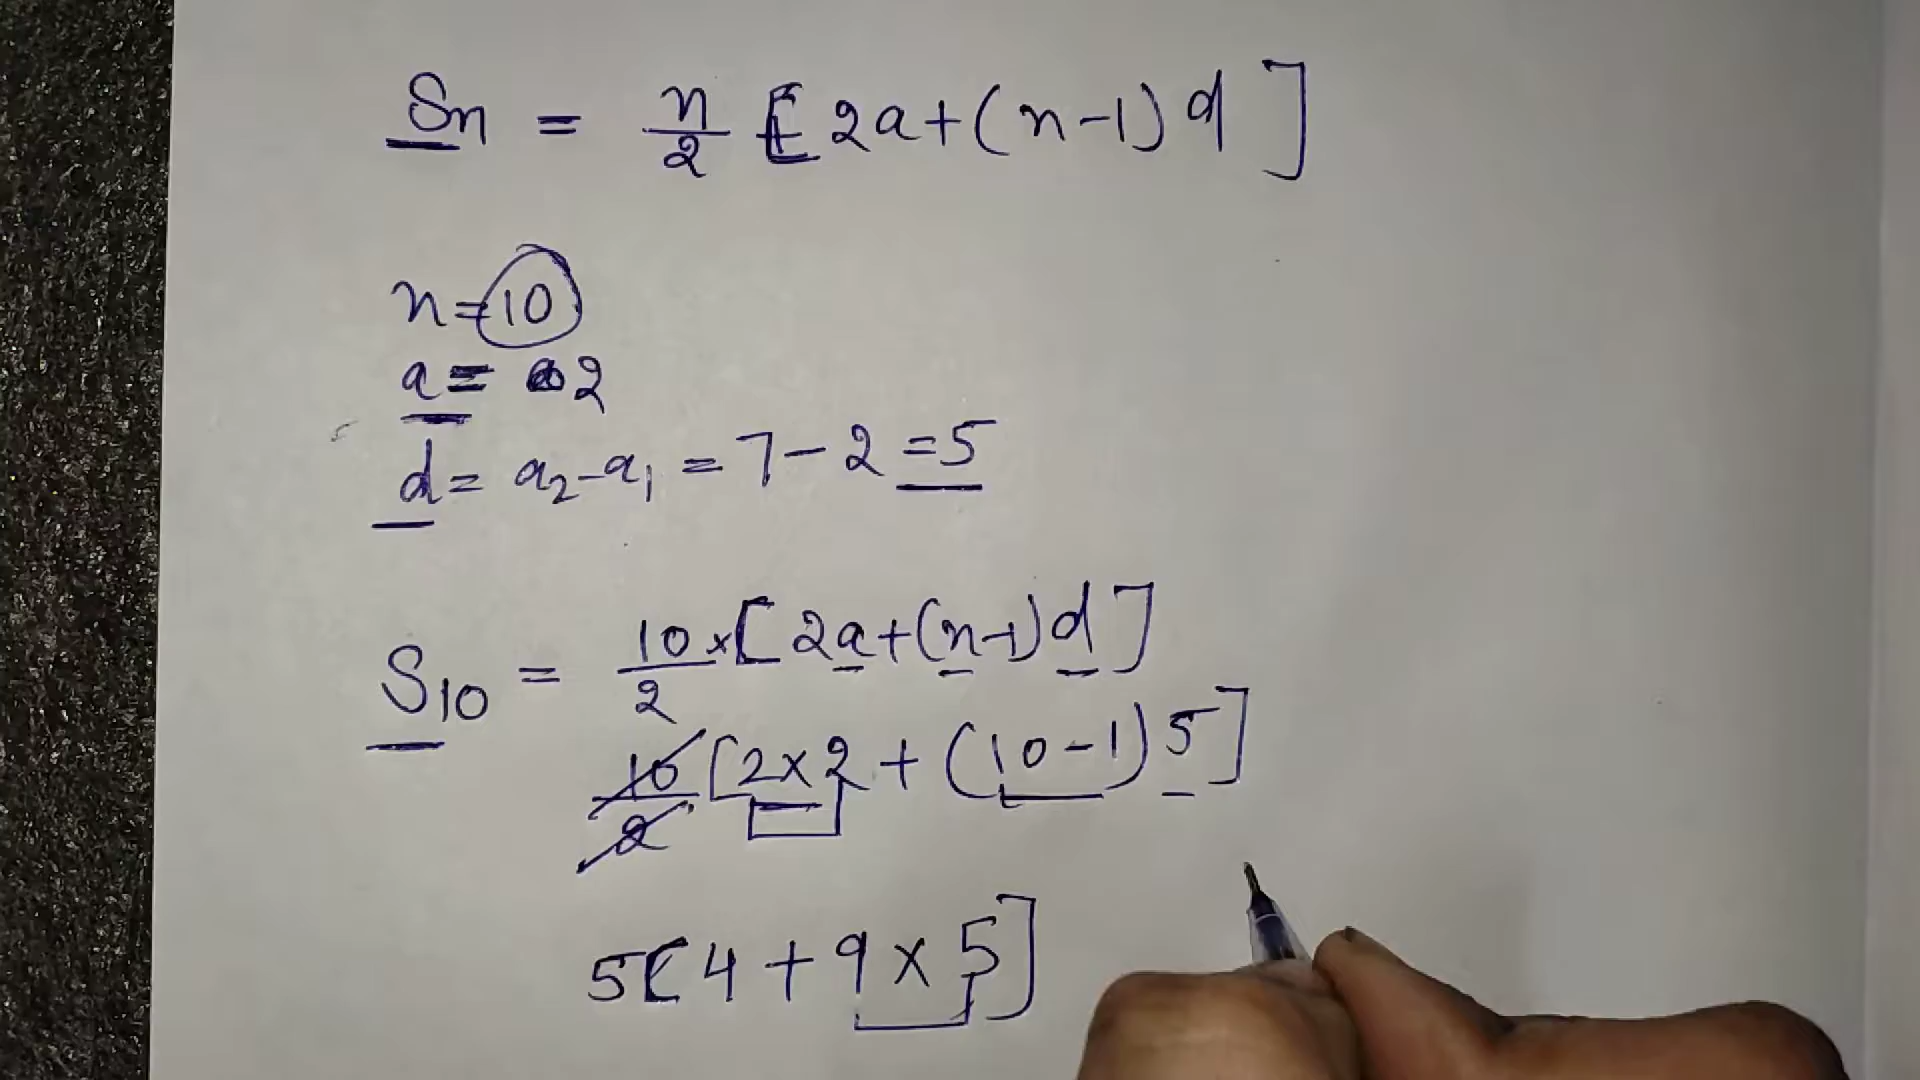 Sn = n/2 [2a+(n-1)d]
n=10
a= 2
d= a₂-a₁ = 7-2 =5
S₁₀ = 10/2 ×[2a+(n-1)d]
10/2 [2×2+(10-1)5]
5[4+9×5]